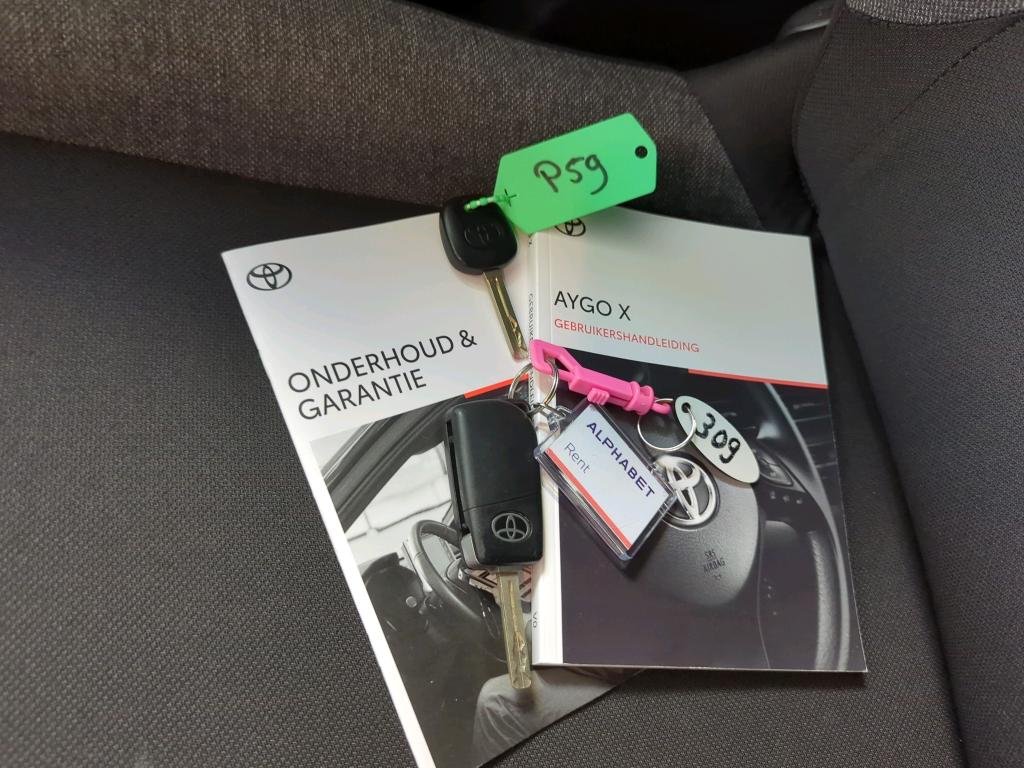 P59
AYGO X
GEBRUIKERSHANDLEIDING
ONDERHOUD &
GARANTIE
309
ALPHABET
Rent
SRS
AIRBAG